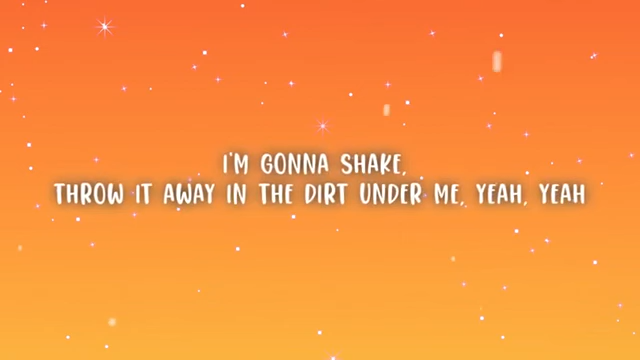 I'M GONNA SHAKE,
THROW IT AWAY IN THE DIRT UNDER ME, YEAH, YEAH